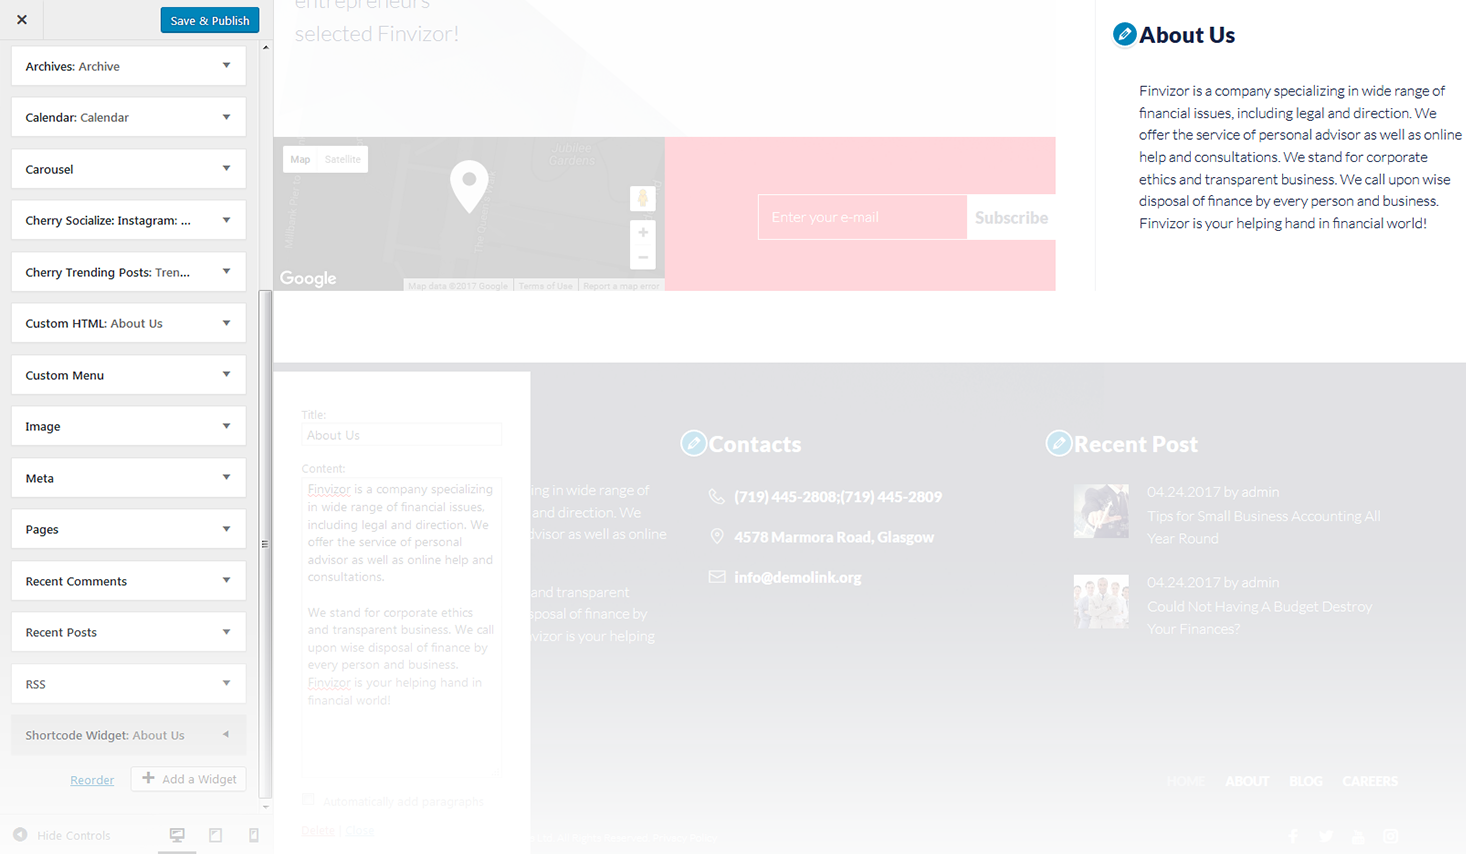 Save & Publish
Archives: Archive
Calendar: Calendar
Carousel
Cherry Socialize: Instagram: ...
Cherry Trending Posts: Tren...
Custom HTML: About Us
Custom Menu
Image
Meta
Pages
Recent Comments
Recent Posts
RSS
Shortcode Widget: About Us
Reorder
Add a Widget
Hide Controls
entrepreneurs
selected Finvizor!
Map Satellite
Jubilee
Gardens
Google
Map data ©2017 Google Terms of Use Report a map error
Enter your e-mail
Subscribe
About Us
Finvizor is a company specializing in wide range of
financial issues, including legal and direction. We
offer the service of personal advisor as well as online
help and consultations. We stand for corporate
ethics and transparent business. We call upon wise
disposal of finance by every person and business.
Finvizor is your helping hand in financial world!
Title:
About Us
Content:
Finvizor is a company specializing
in wide range of financial issues,
including legal and direction. We
offer the service of personal
advisor as well as online help and
consultations.
We stand for corporate ethics
and transparent business. We call
upon wise disposal of finance by
every person and business.
Finvizor is your helping hand in
financial world!
Automatically add paragraphs
Delete | Close
ing in wide range of
and direction. We
dvisor as well as online
and transparent
sposal of finance by
nvizor is your helping
Contacts
(719) 445-2808;(719) 445-2809
4578 Marmora Road, Glasgow
info@demolink.org
Recent Post
04.24.2017 by admin
Tips for Small Business Accounting All
Year Round
04.24.2017 by admin
Could Not Having A Budget Destroy
Your Finances?
HOME ABOUT BLOG CAREERS